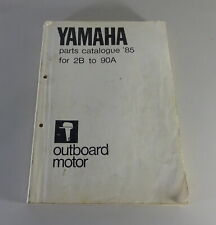 YAMAHA
parts catalogue '85
for 2B to 90A
outboard
motor